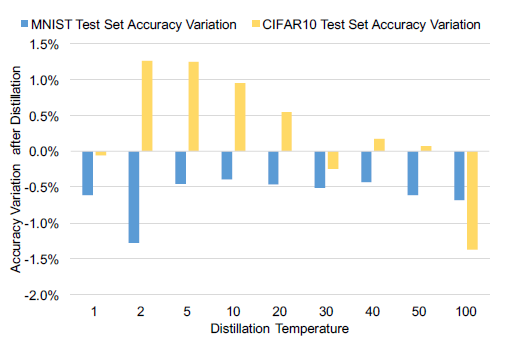 MNIST Test Set Accuracy Variation CIFAR10 Test Set Accuracy Variation
1.5%
1.0%
0.5%
0.0%
-0.5%
-1.0%
-1.5%
-2.0%
Accuracy Variation after Distillation
1 2 5 10 20 30 40 50 100
Distillation Temperature